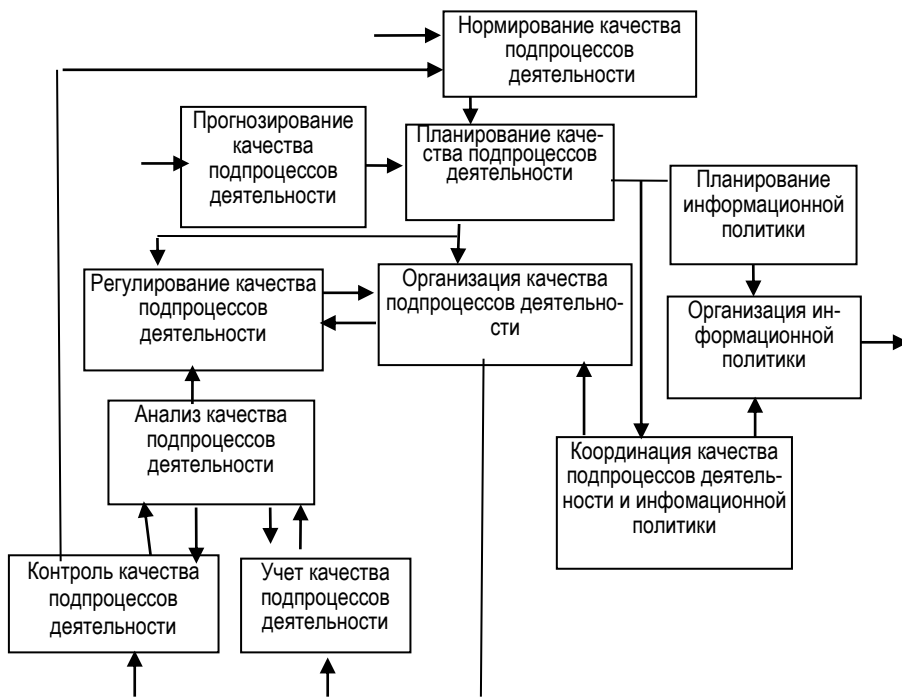 Нормирование качества
подпроцессов
деятельности
Прогнозирование
качества
подпроцессов
деятельности
Планирование каче-
ства подпроцессов
деятельности
Планирование
информационной
политики
Регулирование качества
подпроцессов
деятельности
Организация качества
подпроцессов деятельно-
сти
Организация ин-
формационной
политики
Анализ качества
подпроцессов
деятельности
Координация качества
подпроцессов деятель-
ности и инфомационной
политики
Контроль качества
подпроцессов
деятельности
Учет качества
подпроцессов
деятельности